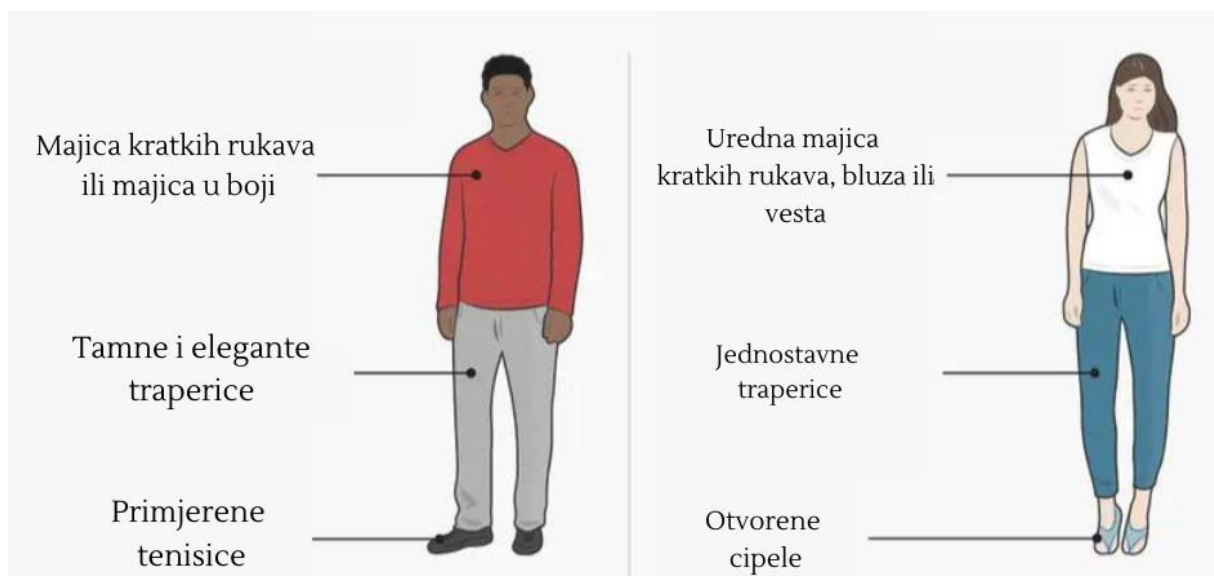 Majica kratkih rukava
ili majica u boji
Tamne i elegante
traperice
Primjerene
tenisice
Uredna majica
kratkih rukava, bluza ili
vesta
Jednostavne
traperice
Otvorene
cipele